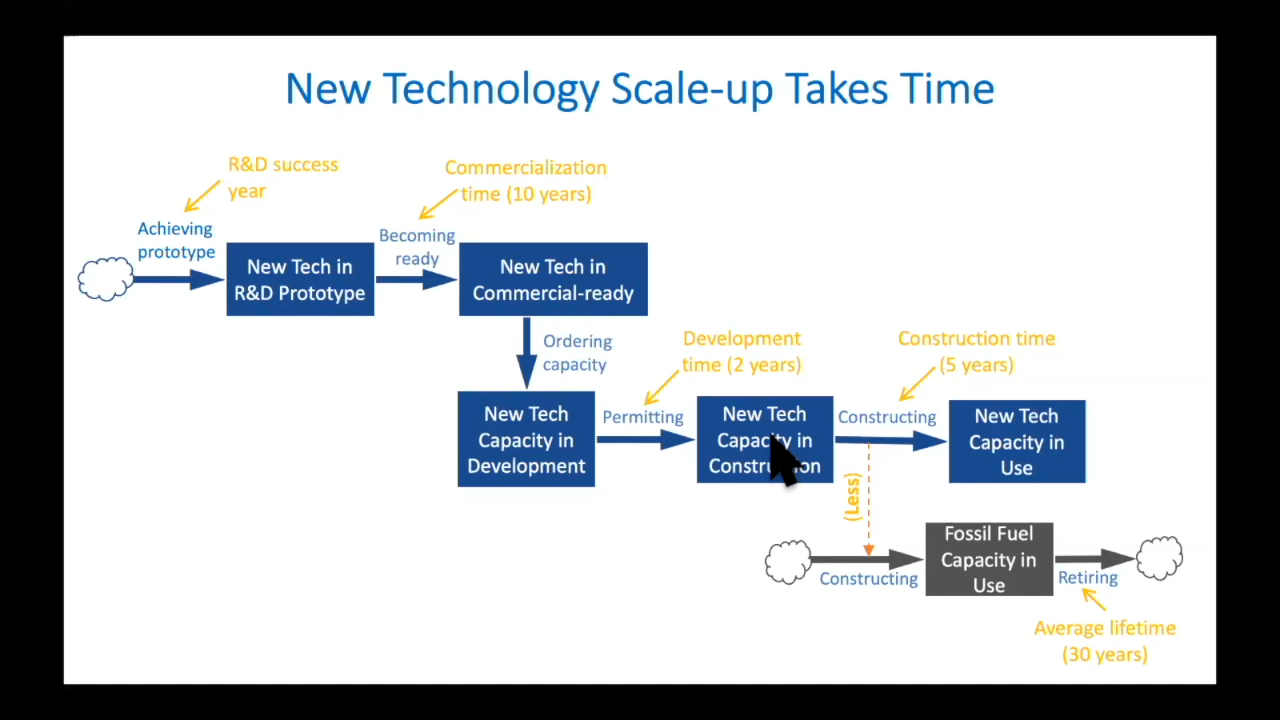 New Technology Scale-up Takes Time
R&D success
year
Commercialization
time (10 years)
Achieving
prototype
Becoming
ready
New Tech in
R&D Prototype
New Tech in
Commercial-ready
Ordering
capacity
Development
time (2 years)
Construction time
(5 years)
New Tech
Capacity in
Development
Permitting
New Tech
Capacity in
Construction
Constructing
New Tech
Capacity in
Use
(Less)
Constructing
Fossil Fuel
Capacity in
Use
Retiring
Average lifetime
(30 years)